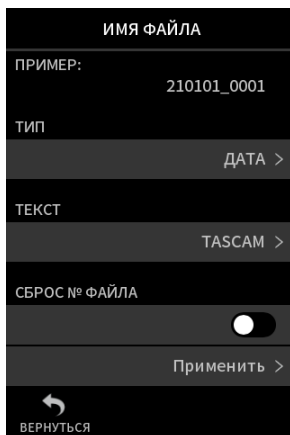 ИМЯ ФАЙЛА
ПРИМЕР:
210101_0001
ТИП
ДАТА >
ТЕКСТ
TASCAM >
СБРОС № ФАЙЛА
Применить >
ВЕРНУТЬСЯ